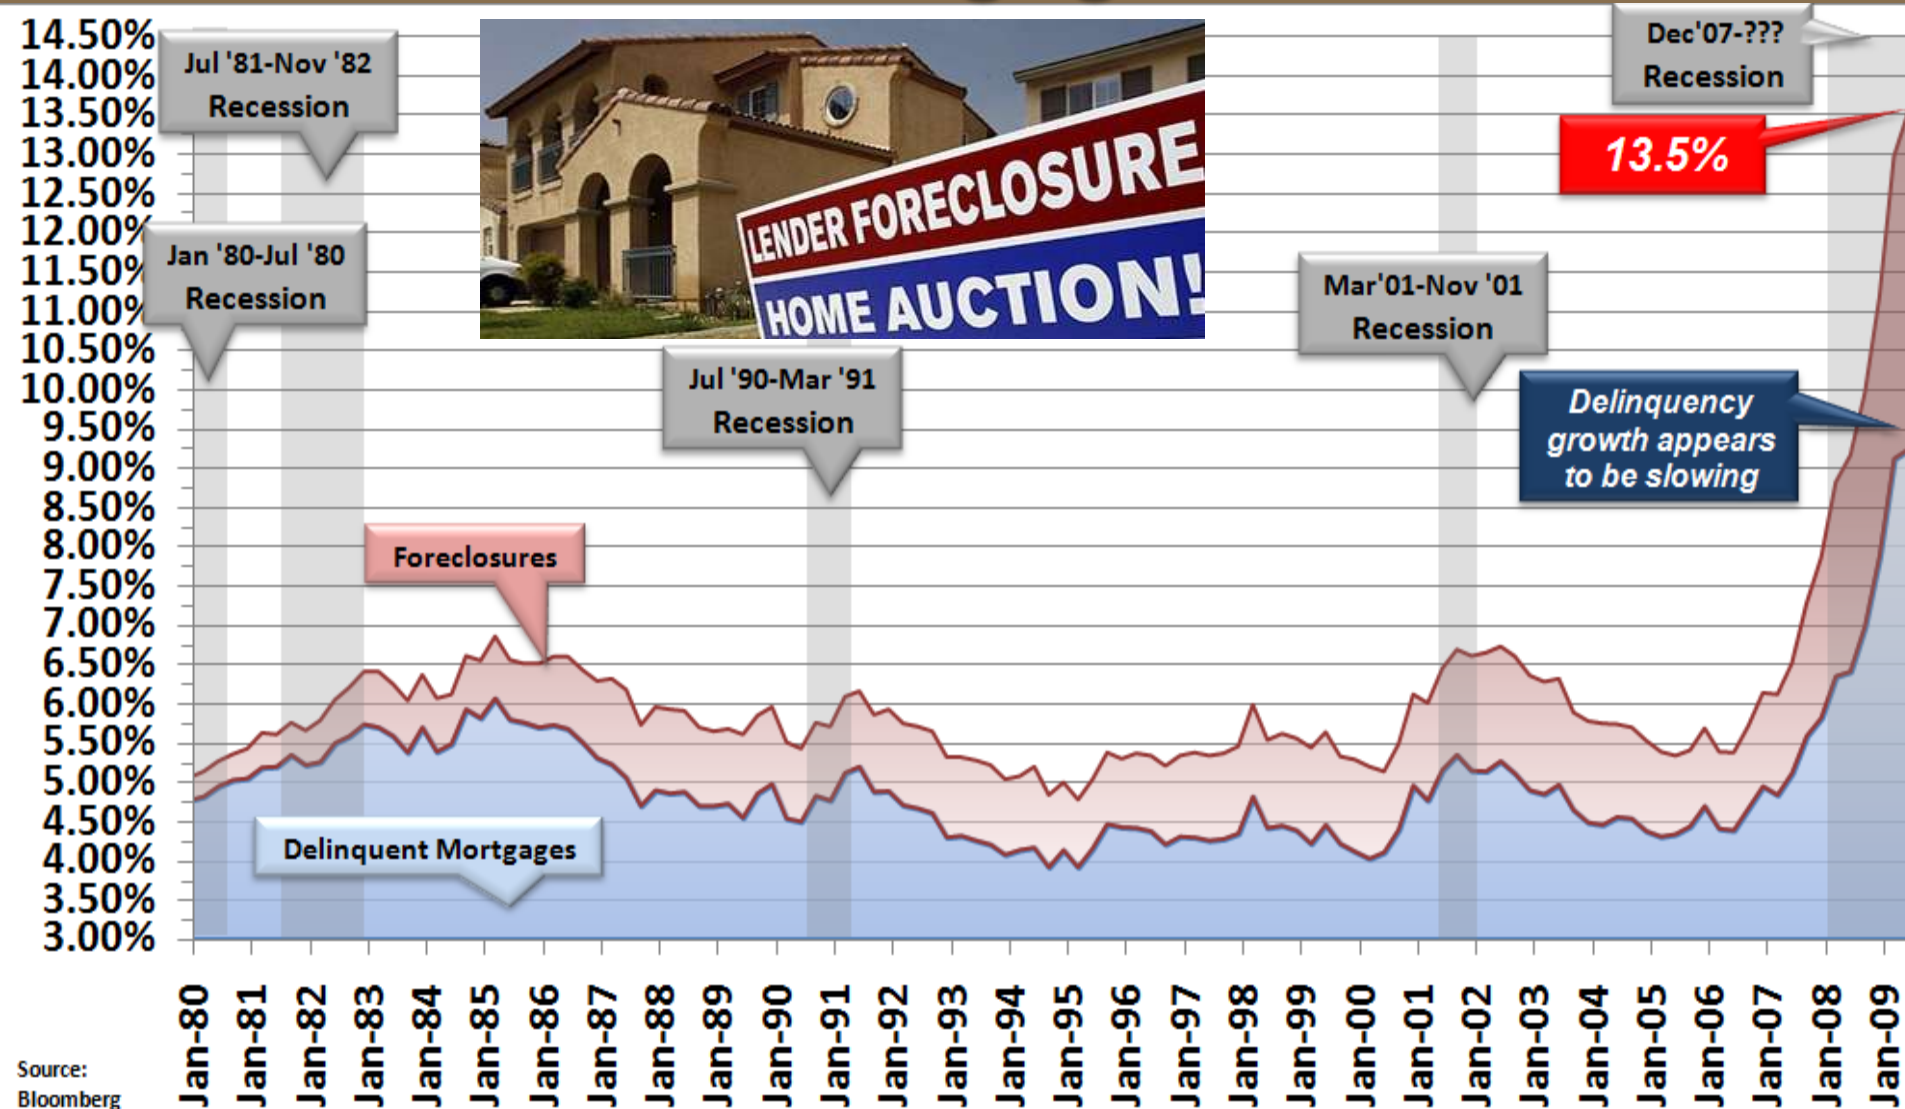 14.50%
14.00%
13.50%
13.00%
12.50%
12.00%
11.50%
11.00%
10.50%
10.00%
9.50%
9.00%
8.50%
8.00%
7.50%
7.00%
6.50%
6.00%
5.50%
5.00%
4.50%
4.00%
3.50%
3.00%
Jul '81-Nov '82
Recession
Jan '80-Jul '80
Recession
LENDER FORECLOSURE
HOME AUCTION!
Jul '90-Mar '91
Recession
Mar'01-Nov '01
Recession
Dec'07-???
Recession
13.5%
Delinquency
growth appears
to be slowing
Foreclosures
Delinquent Mortgages
Jan-80
Jan-81
Jan-82
Jan-83
Jan-84
Jan-85
Jan-86
Jan-87
Jan-88
Jan-89
Jan-90
Jan-91
Jan-92
Jan-93
Jan-94
Jan-95
Jan-96
Jan-97
Jan-98
Jan-99
Jan-00
Jan-01
Jan-02
Jan-03
Jan-04
Jan-05
Jan-06
Jan-07
Jan-08
Jan-09
Source:
Bloomberg